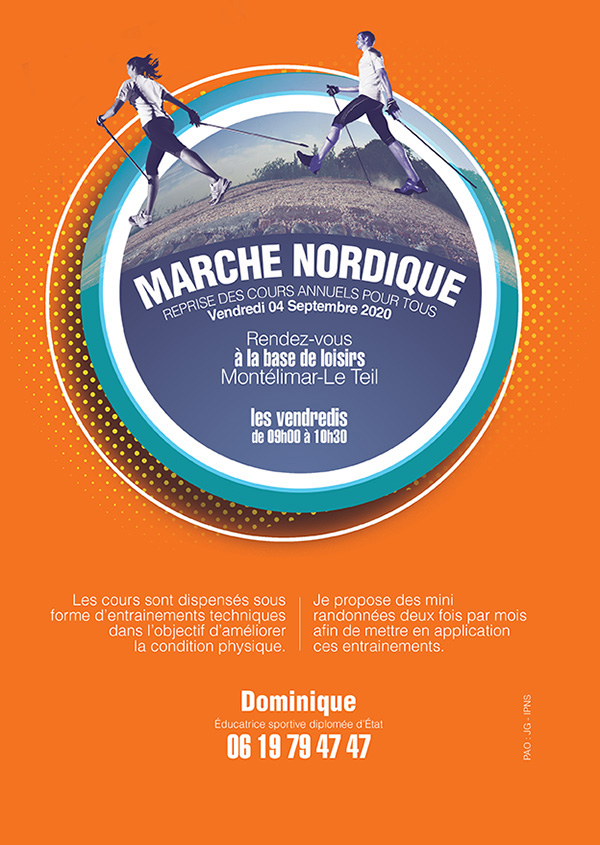 MARCHE NORDIQUE
REPRISE DES COURS ANNUELS POUR TOUS
Vendredi 04 Septembre 2020
Rendez-vous
à la base de loisirs
Montélimar-Le Teil
les vendredis
de 09h00 à 10h30
Les cours sont dispensés sous
forme d'entrainements techniques
dans l'objectif d'améliorer
la condition physique.
Je propose des mini
randonnées deux fois par mois
afin de mettre en application
ces entrainements.
Dominique
Éducatrice sportive diplomée d'État
06 19 79 47 47
PAO : JG - IPNS